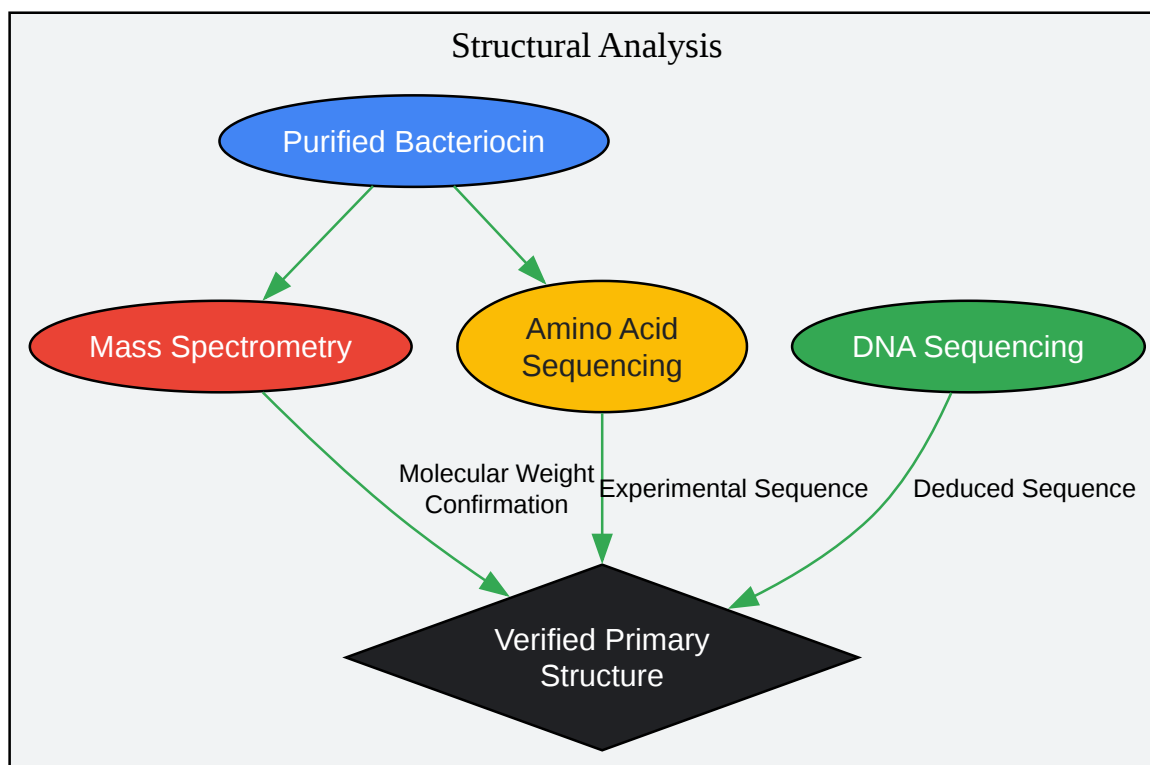 Structural Analysis
Purified Bacteriocin
Mass Spectrometry
Amino Acid
Sequencing
DNA Sequencing
Molecular Weight
Confirmation
Experimental Sequence
Deduced Sequence
Verified Primary
Structure